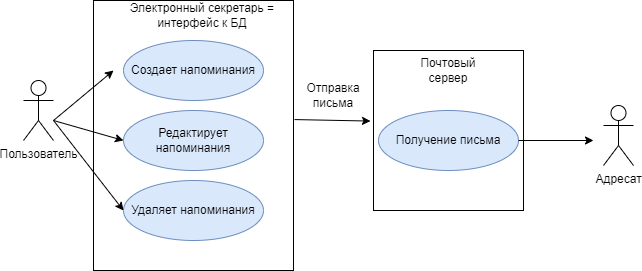 Электронный секретарь =
интерфейс к БД
Создает напоминания
Редактирует
напоминания
Удаляет напоминания
Пользователь
Отправка
письма
Почтовый
сервер
Получение письма
Адресат